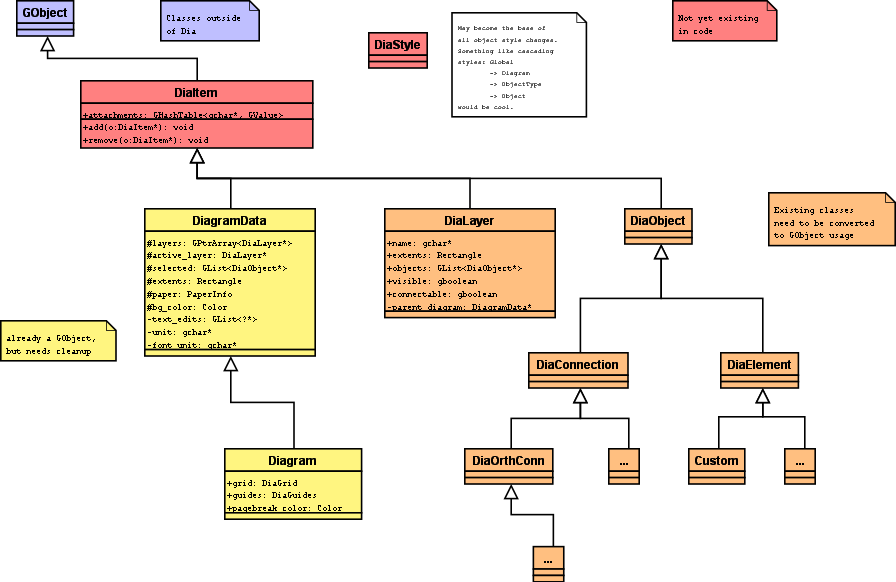 GObject
Classes outside
of Dia
DiaStyle
May become the base of
all object style changes.
Something like cascading
styles: Global
-> Diagram
-> ObjectType
-> Object
would be cool.
Not yet existing
in code
DiaItem
+attachments: GHashTable<gchar*, GValue>
+add(o:DiaItem*): void
+remove(o:DiaItem*): void
DiagramData
#layers: GPtrArray<DiaLayer*>
#active_layer: DiaLayer*
#selected: GList<DiaObject*>
#extents: Rectangle
#paper: PaperInfo
#bg_color: Color
-text_edits: GList<?*>
-unit: gchar*
-font_unit: gchar*
DiaLayer
+name: gchar*
+extents: Rectangle
+objects: GList<DiaObject*>
+visible: gboolean
+connectable: gboolean
-parent_diagram: DiagramData*
DiaObject
Existing classes
need to be converted
to GObject usage
already a GObject,
but needs cleanup
DiaConnection
DiaElement
Diagram
+grid: DiaGrid
+guides: DiaGuides
+pagebreak_color: Color
DiaOrthConn
...
Custom
...
...